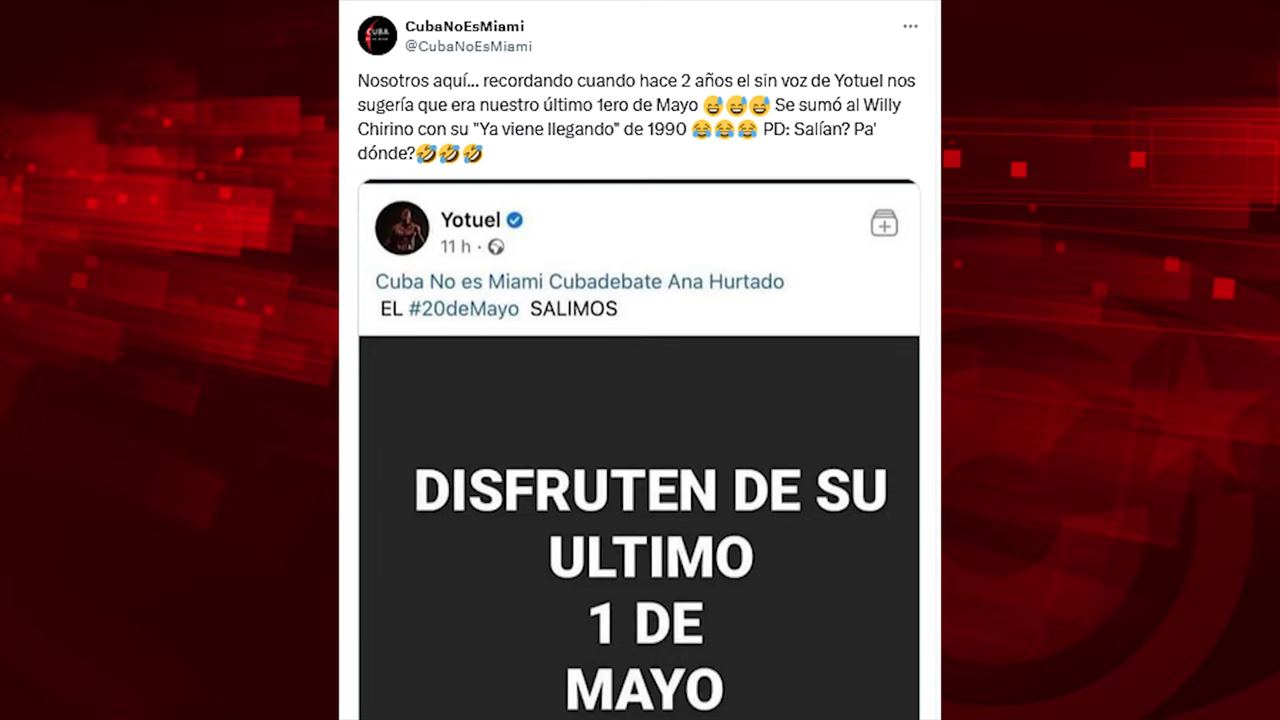 CubaNoEsMiami
@CubaNoEsMiami
Nosotros aquí... recordando cuando hace 2 años el sin voz de Yotuel nos
sugería que era nuestro último 1ero de Mayo 😅😅😅 Se sumó al Willy
Chirino con su "Ya viene llegando" de 1990 😂😂😂 PD: Salían? Pa'
dónde?🤣🤣🤣
Yotuel
11 h ·
Cuba No es Miami Cubadebate Ana Hurtado
EL #20deMayo SALIMOS
DISFRUTEN DE SU
ULTIMO
1 DE
MAYO